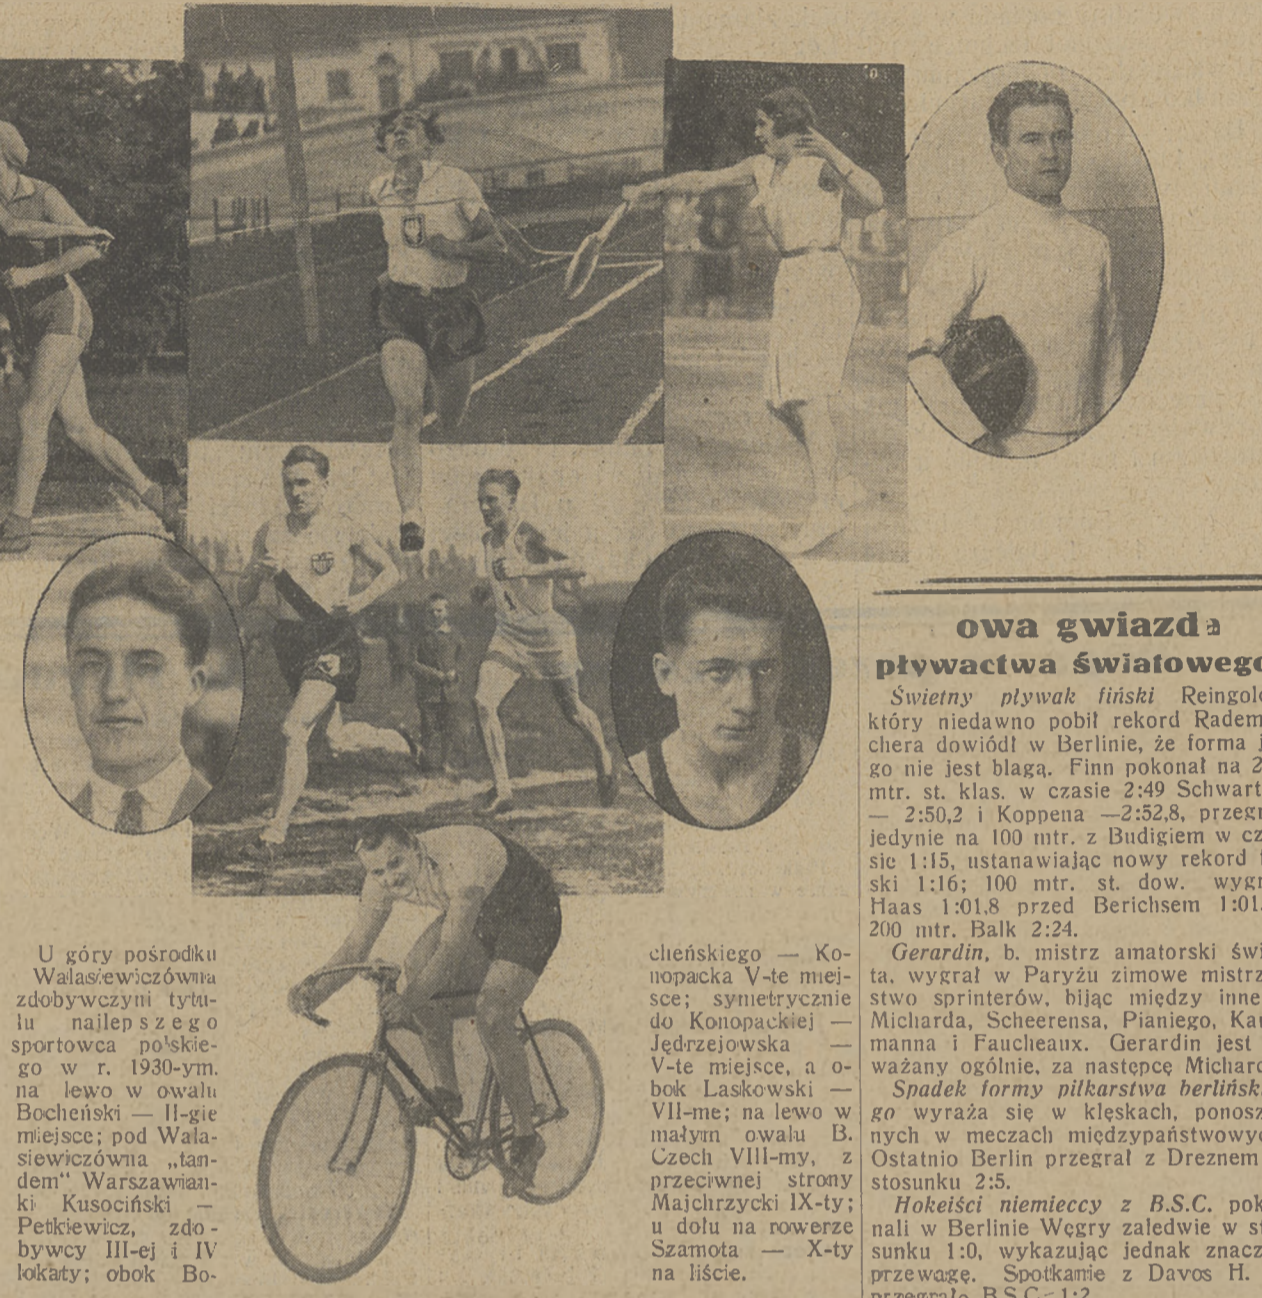 U góry pośrodku
Walasiewiczówna
zdobywczyni tytu-
łu najlepszego
sportowca polskie-
go w r. 1930-ym.
na lewo w owalu
Bocheński — II-gie
miejsce; pod Wala-
siewiczówna „tan-
dem“ Warszawian-
ki Kusociński —
Petkiewicz, zdo-
bywcy III-ej i IV
lokaty; obok Bo-
cheńskiego — Ko-
nopacka V-te miej-
sce; symetrycznie
do Konopackiej —
Jędrzejowska —
V-te miejsce, a o-
bok Laskowski —
VII-me; na lewo w
małym owalu B.
Czech VIII-my, z
przeciwnej strony
Majchrzycki IX-ty;
u dołu na rowerze
Szamota — X-ty
na liście.
owa gwiazda
pływactwa światowego
Świetny pływak fiński Reingol
który niedawno pobił rekord Radem
chera dowiódł w Berlinie, że forma j
go nie jest blagą. Finn pokonał na 2
mtr. st. klas. w czasie 2:49 Schwart
— 2:50,2 i Koppena —2:52,8, przegr
jedynie na 100 mtr. z Budigiem w cz
sie 1:15, ustanawiając nowy rekord
ski 1:16; 100 mtr. st. dow. wygr
Haas 1:01,8 przed Berichsem 1:01.
200 mtr. Balk 2:24.
Gerardin, b. mistrz amatorski świ
ta, wygrał w Paryżu zimowe mistrz
stwo sprinterów, bijąc między inne
Micharda, Scheerensa, Pianiego, Kau
manna i Faucheaux. Gerardin jest
ważany ogólnie, za następcę Michard
Spadek formy piłkarstwa berlińsk
go wyraża się w klęskach, ponosz
nych w meczach międzypaństwowyc
Ostatnio Berlin przegrał z Dreznem
stosunku 2:5.
Hokeiści niemieccy z B.S.C. pok
nali w Berlinie Węgry zaledwie w st
sunku 1:0, wykazując jednak znacz
przewagę. Spotkanie z Davos H.
przegrało B.S.C. 1:2